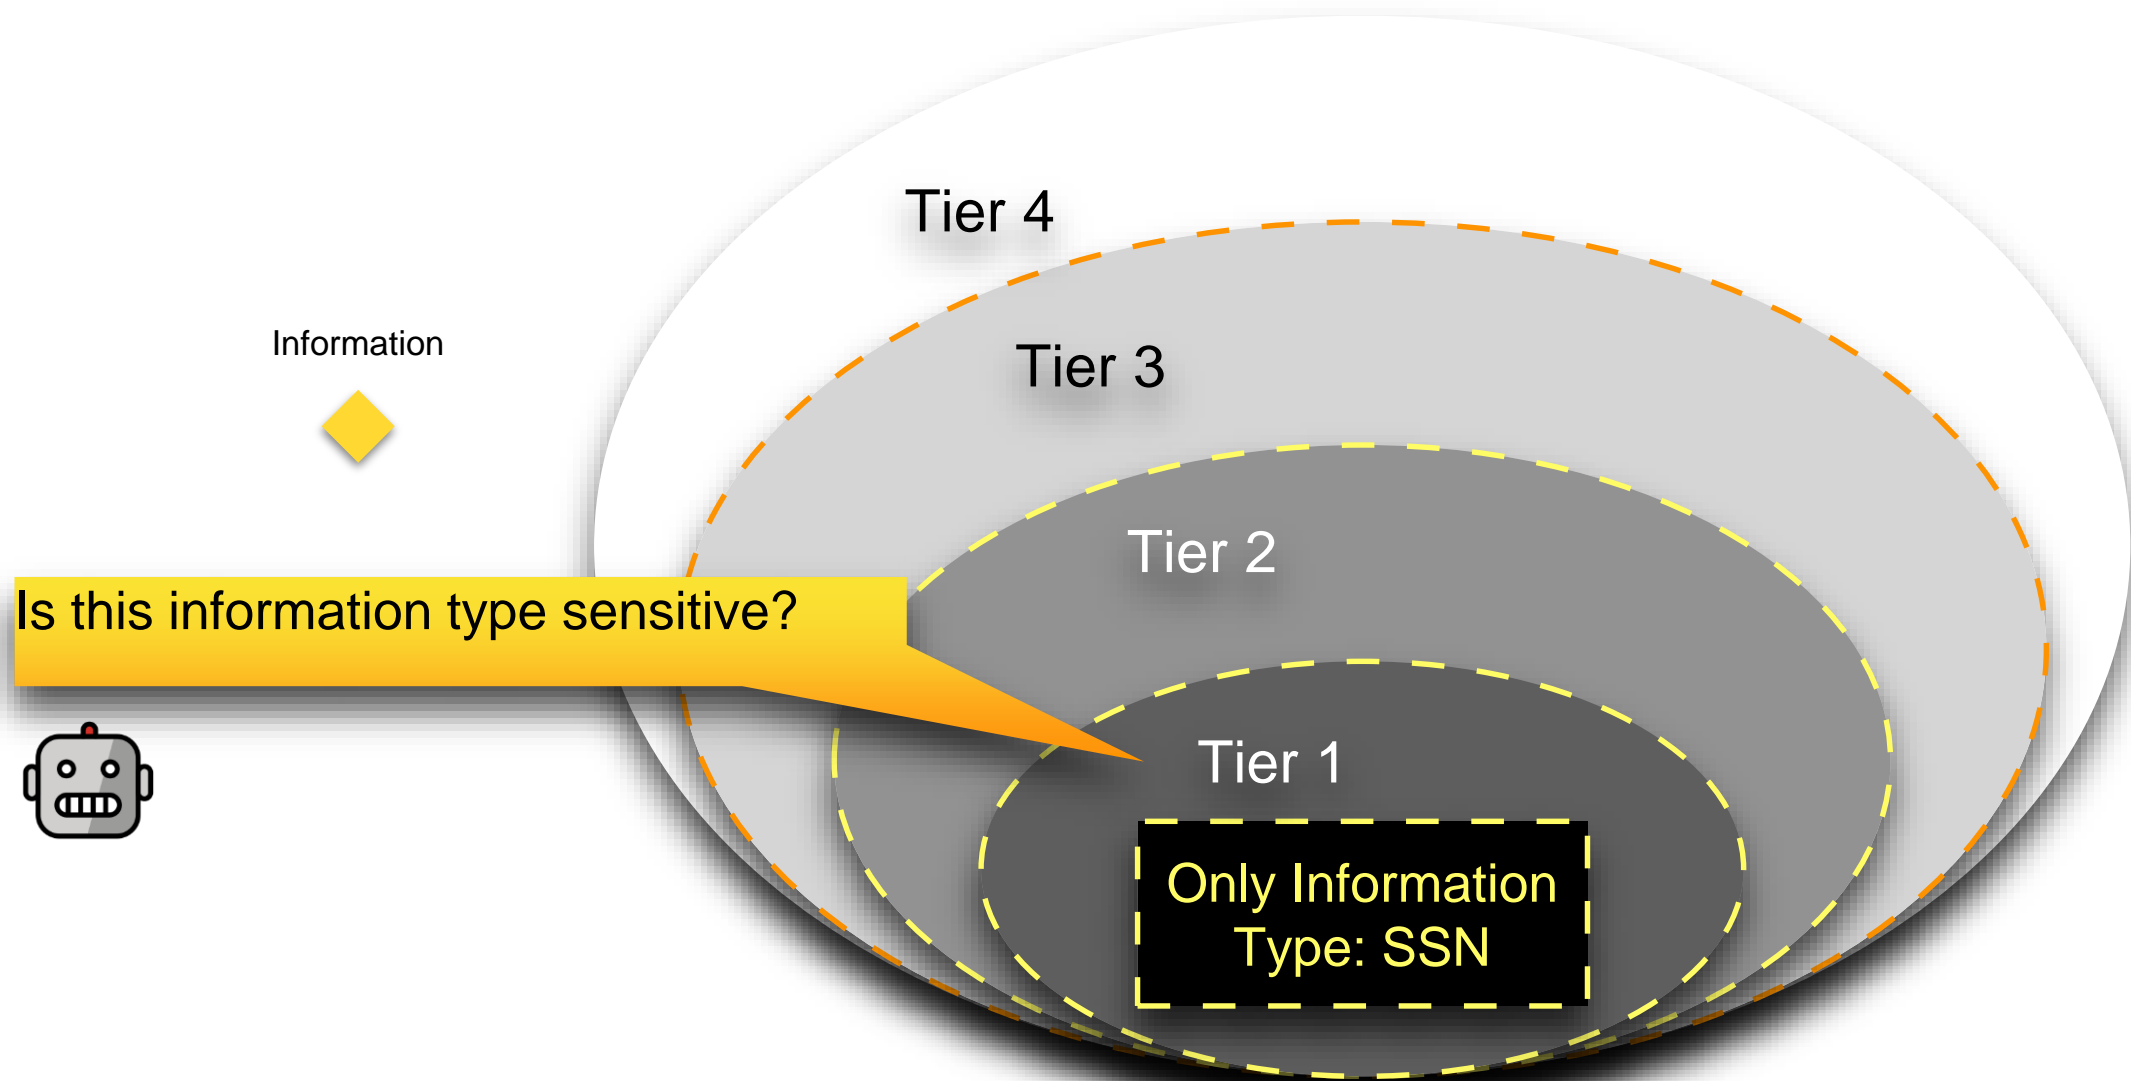 Tier 4
Information
Tier 3
Tier 2
Is this information type sensitive?
Tier 1
Only Information
Type: SSN